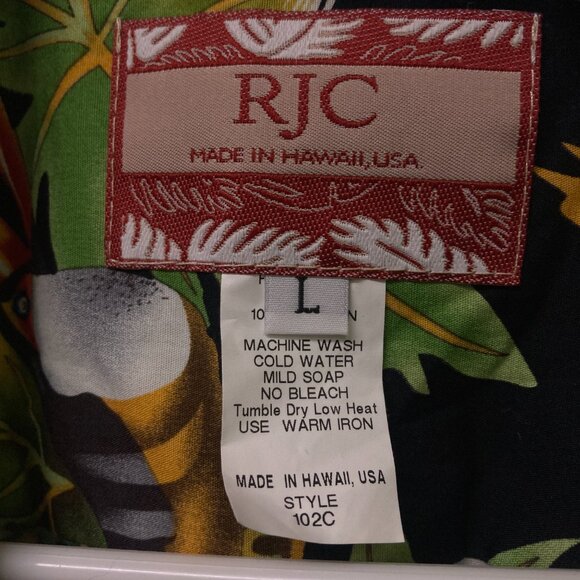 RJC
MADE IN HAWAII, USA.
L
MACHINE WASH
COLD WATER
MILD SOAP
NO BLEACH
Tumble Dry Low Heat
USE WARM IRON
MADE IN HAWAII, USA
STYLE
102C